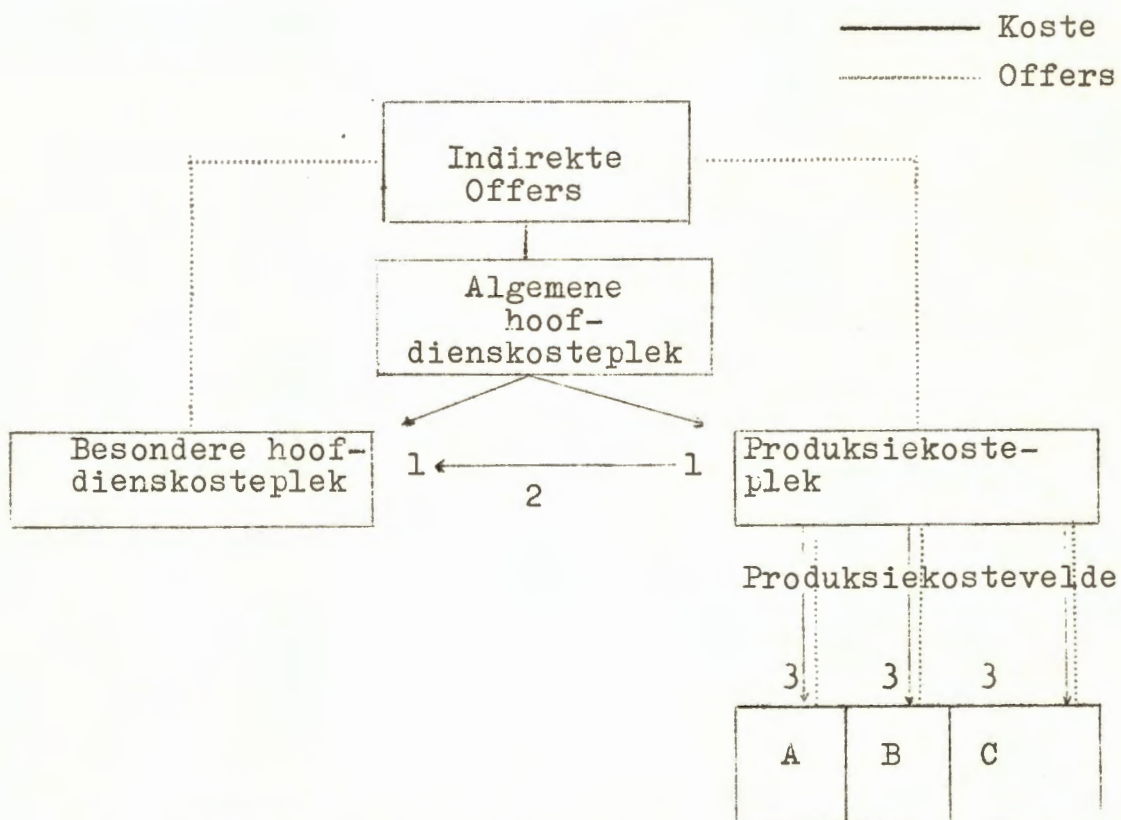 Koste
Offers
Indirekte
Offers
Algemene
hoof-
dienskosteplek
Besondere hoof-
dienskosteplek
1
1
2
Produksiekoste-
plek
Produksiekostevelde
3 3 3
A B C